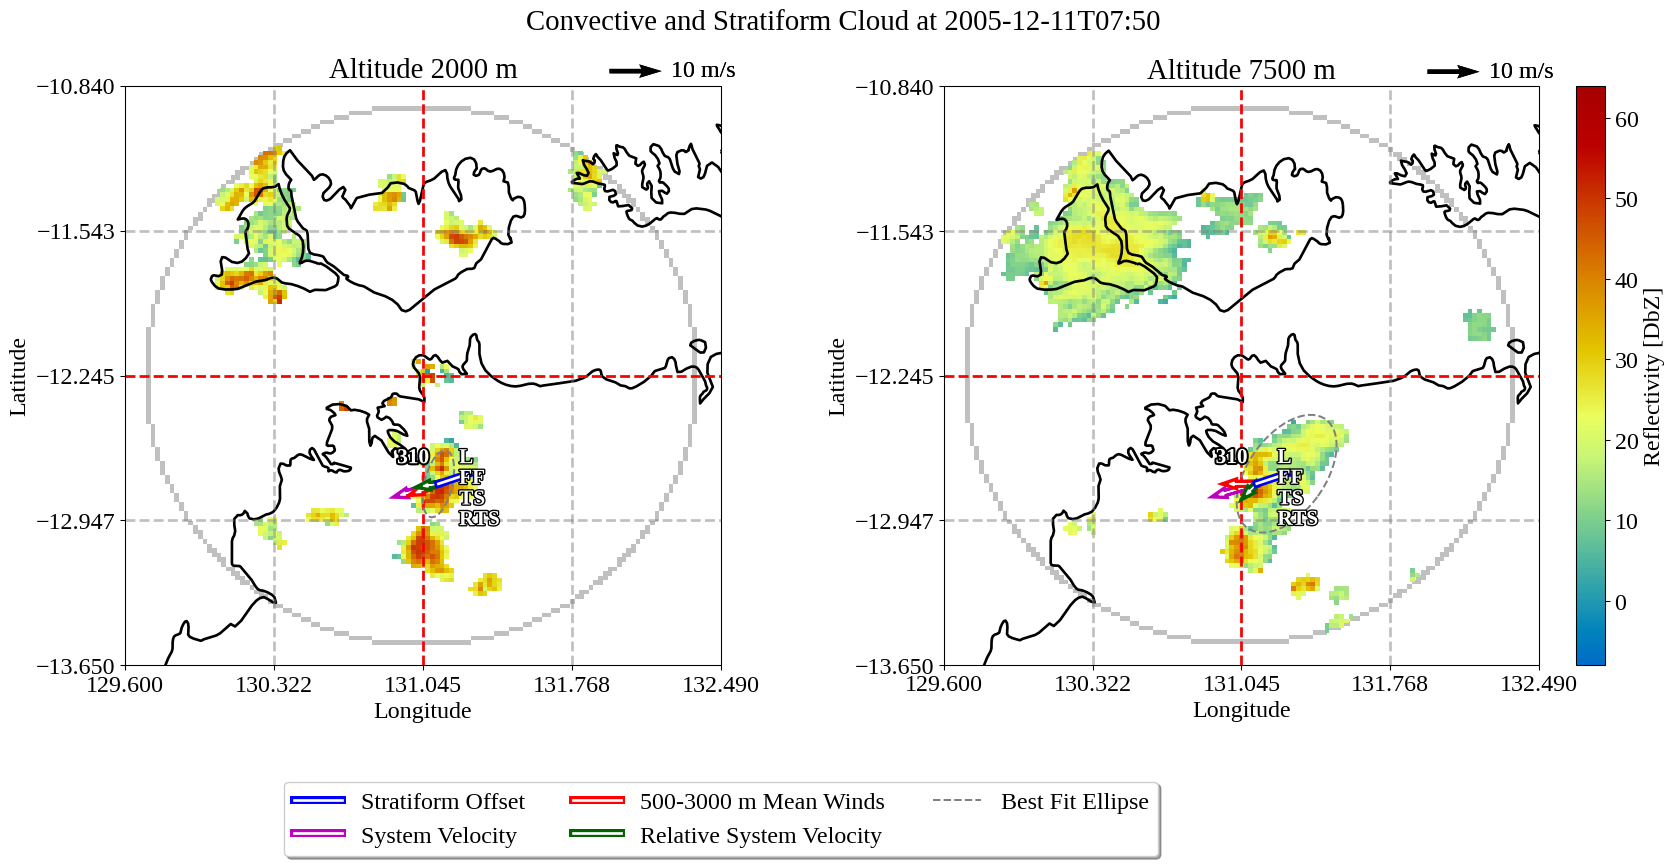 Convective and Stratiform Cloud at 2005-12-11T07:50
Altitude 2000 m
10 m/s
Altitude 7500 m
10 m/s
−10.840
−11.543
−12.245
−12.947
−13.650
Latitude
129.600
130.322
131.045
131.768
132.490
Longitude
310
L
FF
TS
RTS
−10.840
−11.543
−12.245
−12.947
−13.650
Latitude
129.600
130.322
131.045
131.768
132.490
Longitude
310
L
FF
TS
RTS
60
50
40
30
20
10
0
Reflectivity [DbZ]
Stratiform Offset
System Velocity
500-3000 m Mean Winds
Relative System Velocity
Best Fit Ellipse